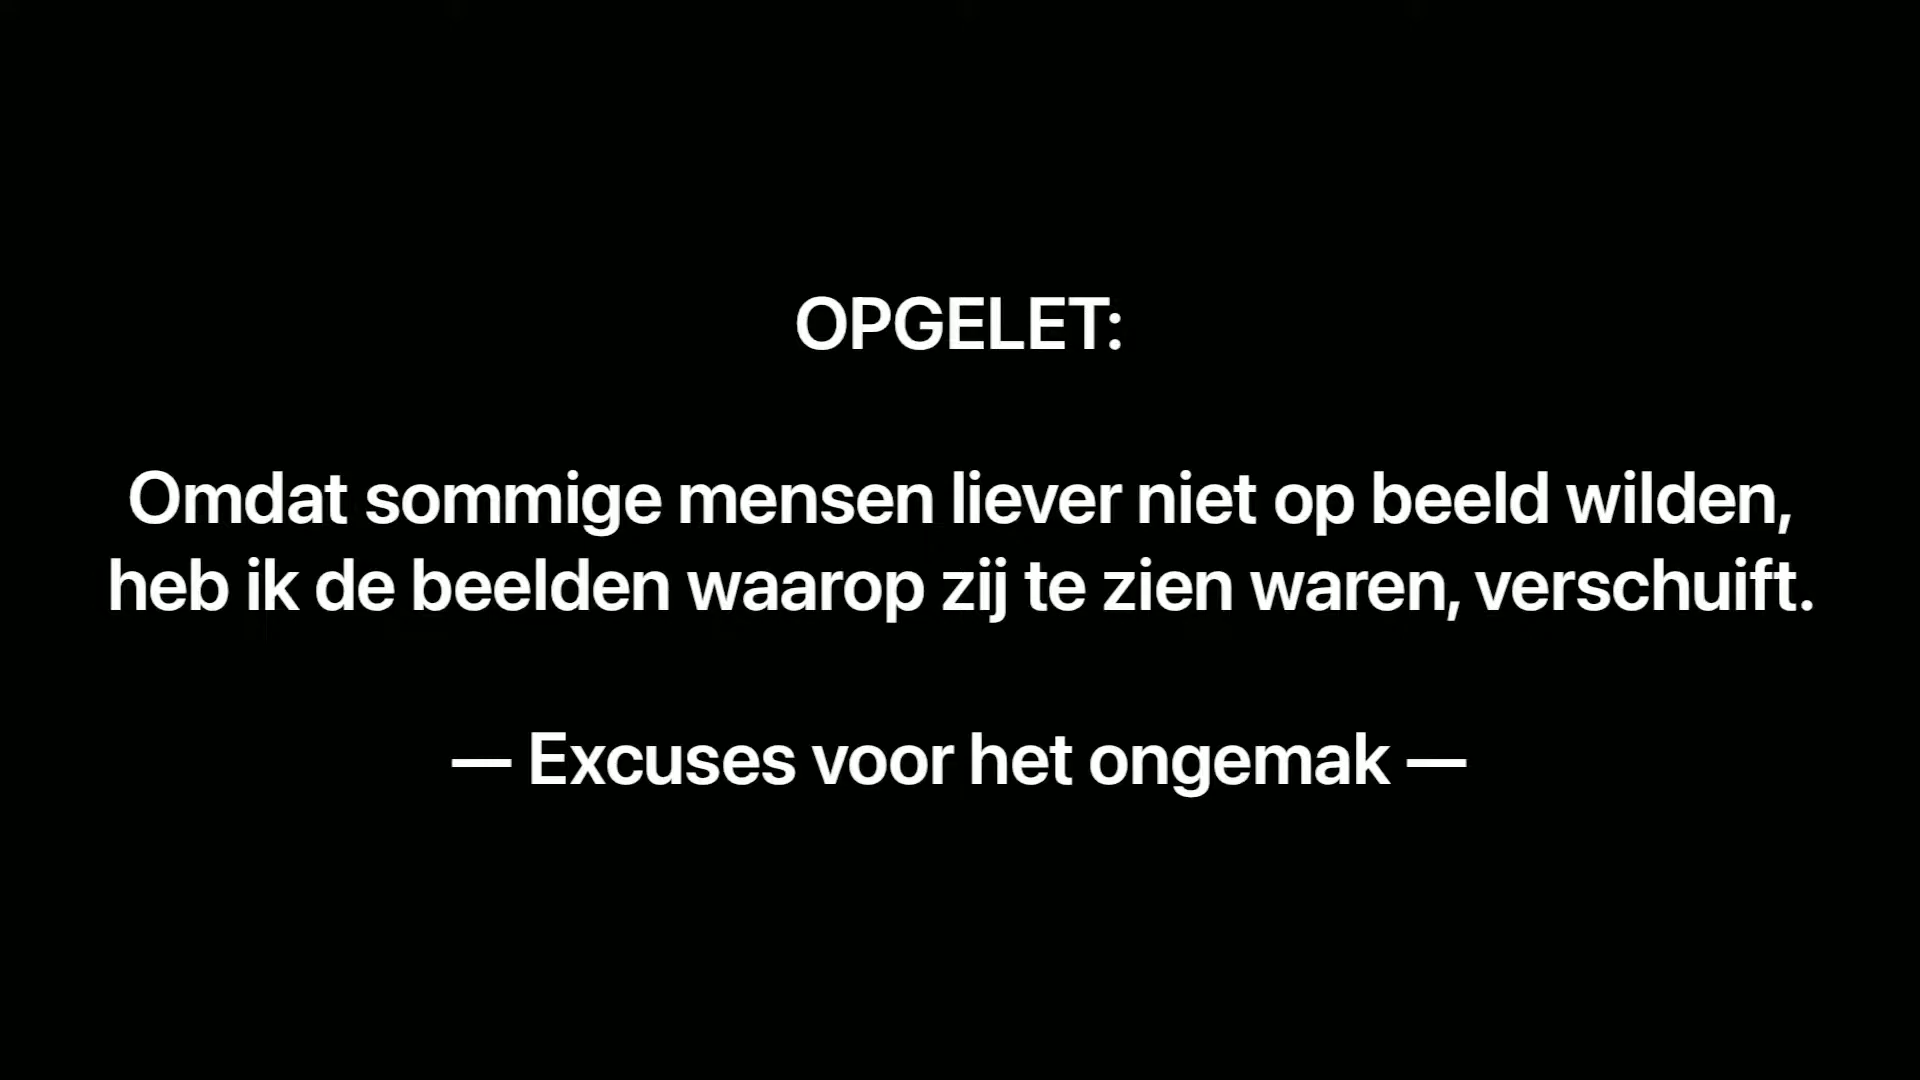 OPGELET:
Omdat sommige mensen liever niet op beeld wilden,
heb ik de beelden waarop zij te zien waren, verschuift.
— Excuses voor het ongemak —